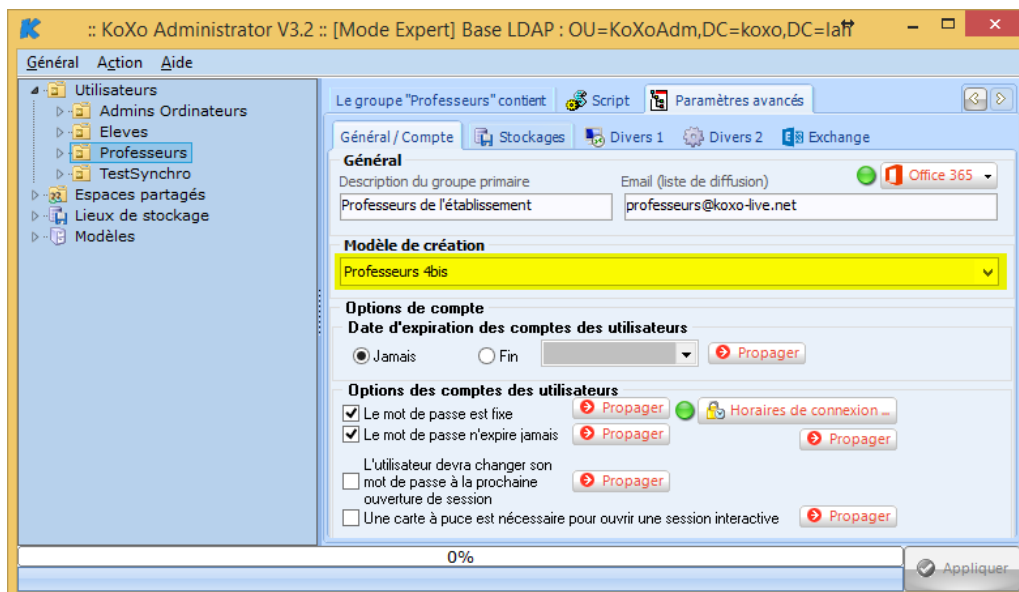 :: KoXo Administrator V3.2 :: [Mode Expert] Base LDAP : OU=KoXoAdm,DC=koxo,DC=lan
Général Action Aide
Utilisateurs
Admins Ordinateurs
Eleves
Professeurs
TestSynchro
Espaces partagés
Lieux de stockage
Modèles
Le groupe "Professeurs" contient Script Paramètres avancés
Général / Compte Stockages Divers 1 Divers 2 Exchange
Général
Description du groupe primaire Email (liste de diffusion) Office 365
Professeurs de l'établissement professeurs@koxo-live.net
Modèle de création
Professeurs 4bis
Options de compte
Date d'expiration des comptes des utilisateurs
Jamais Fin Propager
Options des comptes des utilisateurs
Le mot de passe est fixe Propager Horaires de connexion ...
Le mot de passe n'expire jamais Propager Propager
L'utilisateur devra changer son
mot de passe à la prochaine Propager
ouverture de session
Une carte à puce est nécessaire pour ouvrir une session interactive Propager
0%
Appliquer